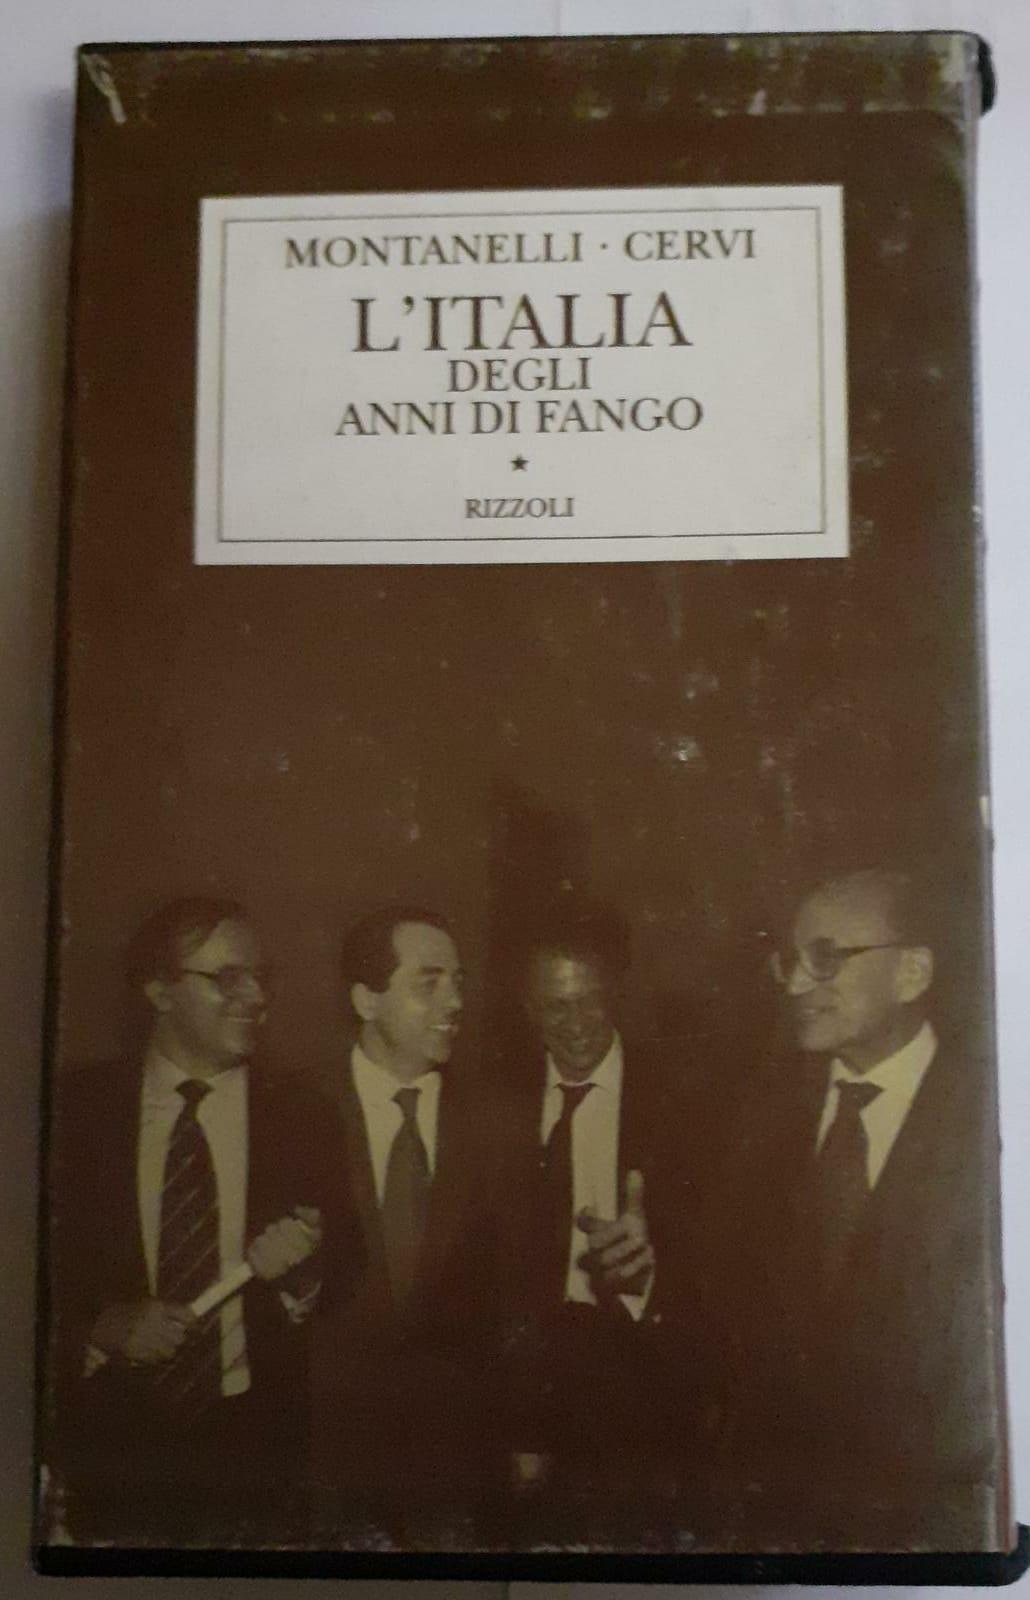 MONTANELLI · CERVI
L'ITALIA
DEGLI
ANNI DI FANGO
★
RIZZOLI